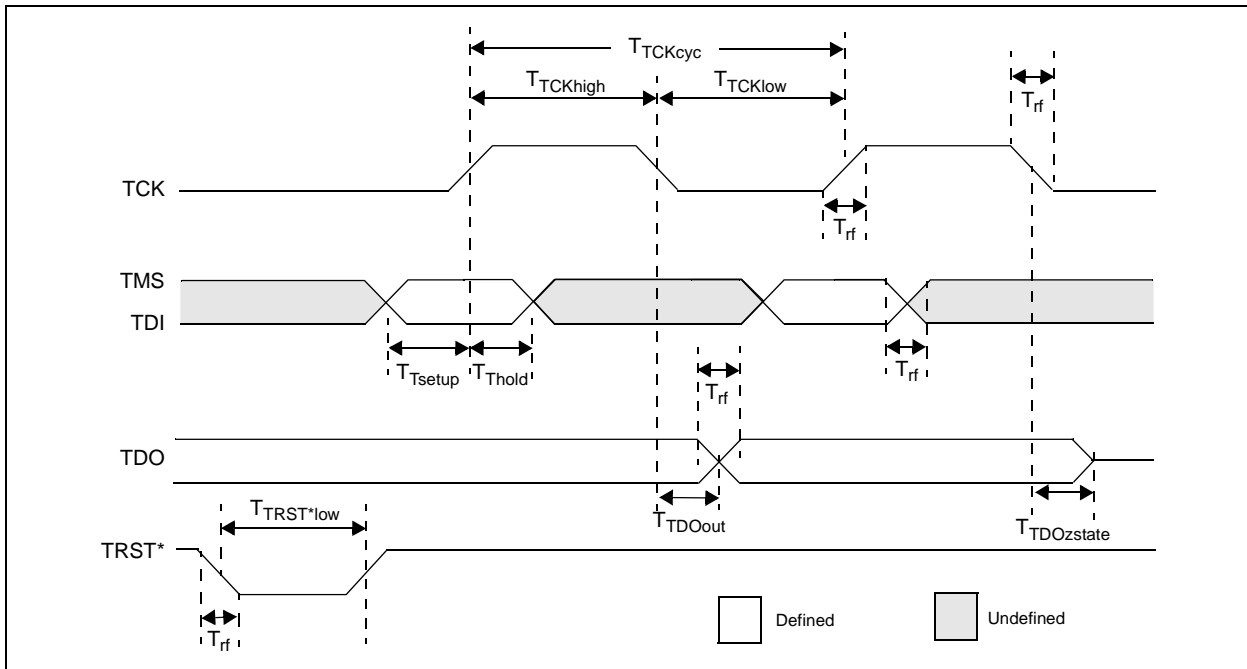 TTCKcyc
TTCKhigh
TTCKlow
Trf
TCK
Trf
TMS
TDI
TTsetup
TThold
Trf
Trf
TDO
TTRST*low
TTDOout
TTDOzstate
TRST*
Trf
Defined
Undefined